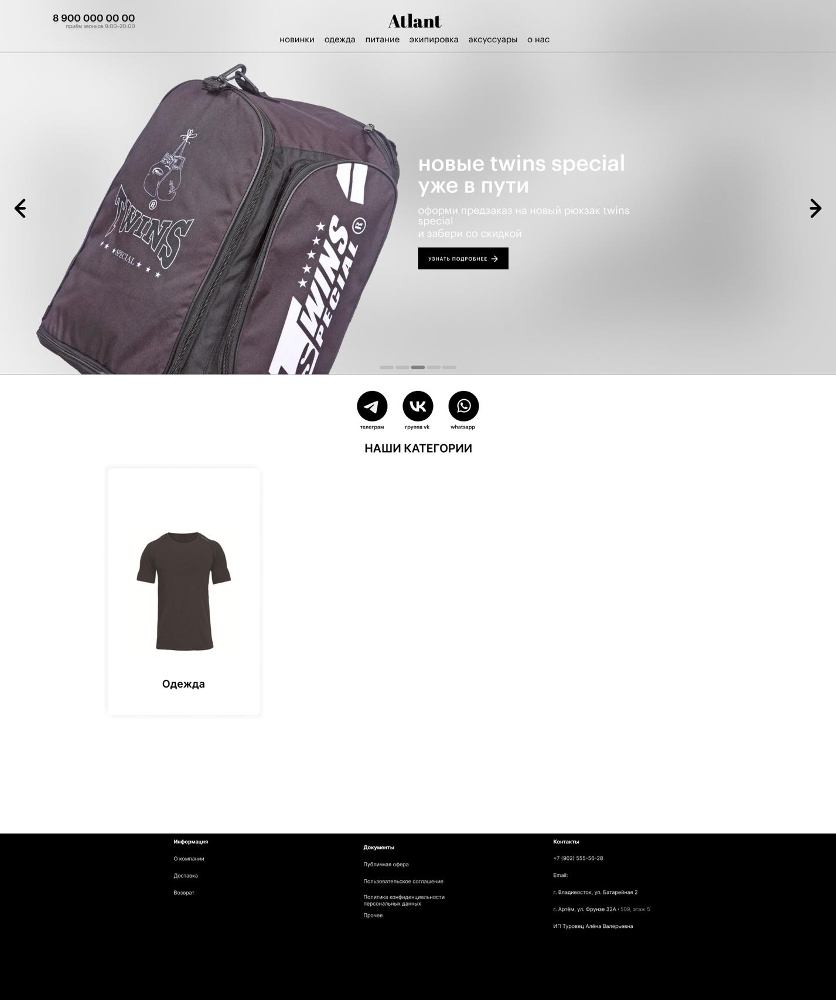 8 900 000 00 00
приём звонков 9:00-20:00
Atlant
новинки одежда питание экипировка аксуссуары о нас
TWINS
SPECIAL
®
TWINS
SPECIAL
®
новые twins special
уже в пути
оформи предзаказ на новый рюкзак twins
special
и забери со скидкой
УЗНАТЬ ПОДРОБНЕЕ
телеграм группа vk whatsapp
НАШИ КАТЕГОРИИ
Одежда
Информация
О компании
Доставка
Возврат
Документы
Публичная офера
Пользовательское соглашение
Политика конфиденциальности
персональных данных
Прочее
Контакты
+7 (902) 555-56-28
Email:
г. Владивосток, ул. Батарейная 2
г. Артём, ул. Фрунзе 32А • 509, этаж 5
ИП Туровец Алёна Валерьевна